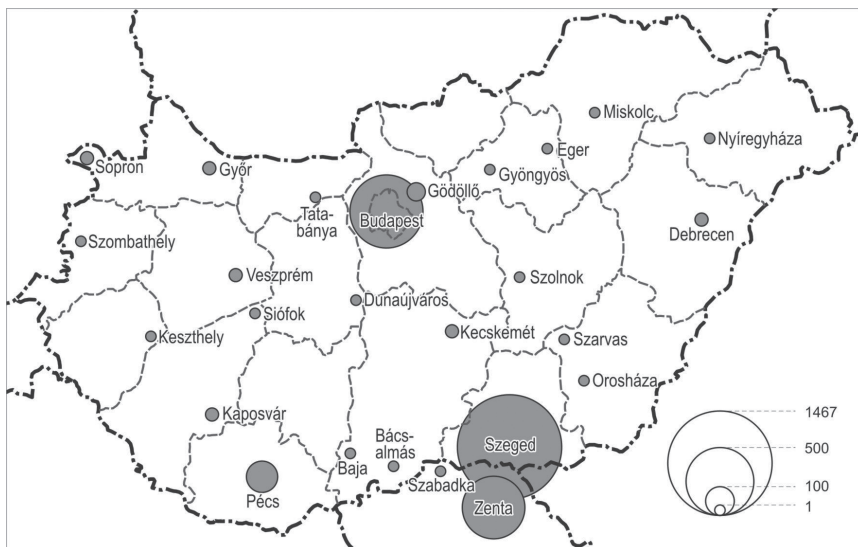 Miskolc
Nyíregyháza
Eger
Sopron
Győr
Gyöngyös
Gödöllő
Tata-
bánya
Budapest
Debrecen
Szombathely
Veszprém
Szolnok
Dunaújváros
Siófok
Kecskemét
Keszthely
Szarvas
Orosháza
Kaposvár
1467
Bács-
almás
Szeged
500
Baja
Szabadka
100
Pécs
Zenta
1